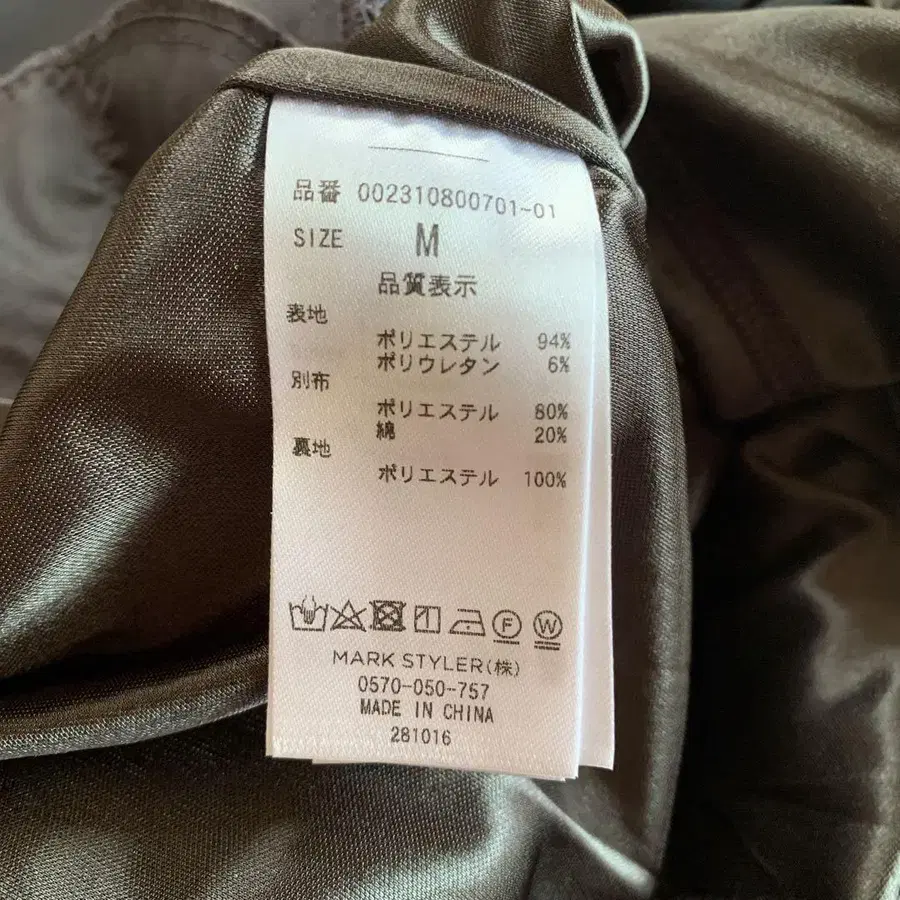 品番 002310800701-01
SIZE M
品質表示
表地
ポリエステル 94%
ポリウレタン 6%
別布
ポリエステル 80%
綿 20%
裏地
ポリエステル 100%
F W
MARK STYLER(株)
0570-050-757
MADE IN CHINA
281016